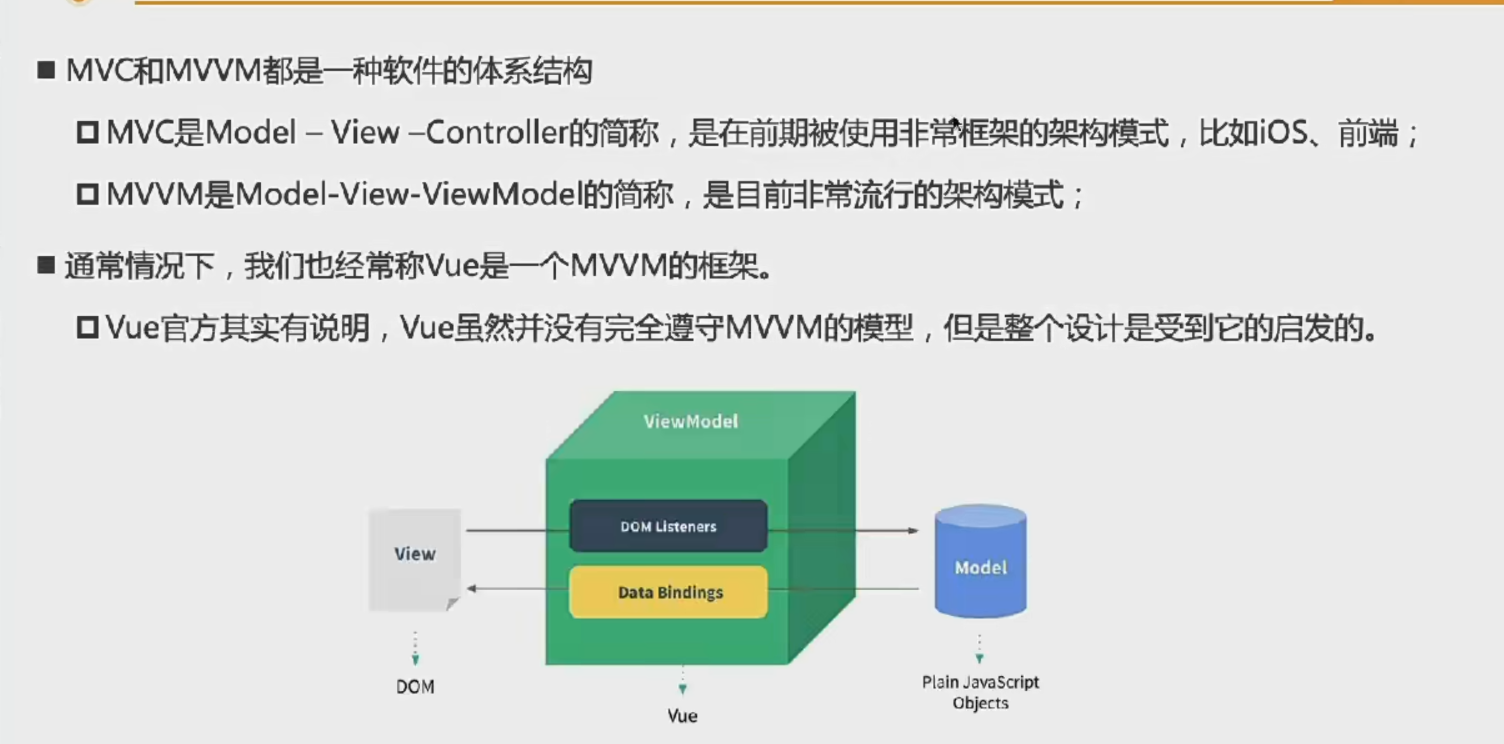 ■ MVC和MVVM都是一种软件的体系结构
MVC是Model – View –Controller的简称，是在前期被使用非常框架的架构模式，比如iOS、前端；
MVVM是Model-View-ViewModel的简称，是目前非常流行的架构模式；
■ 通常情况下，我们也经常称Vue是一个MVVM的框架。
Vue官方其实有说明，Vue虽然并没有完全遵守MVVM的模型，但是整个设计是受到它的启发的。
ViewModel
DOM Listeners
View
Model
Data Bindings
DOM
Plain JavaScript
Objects
Vue